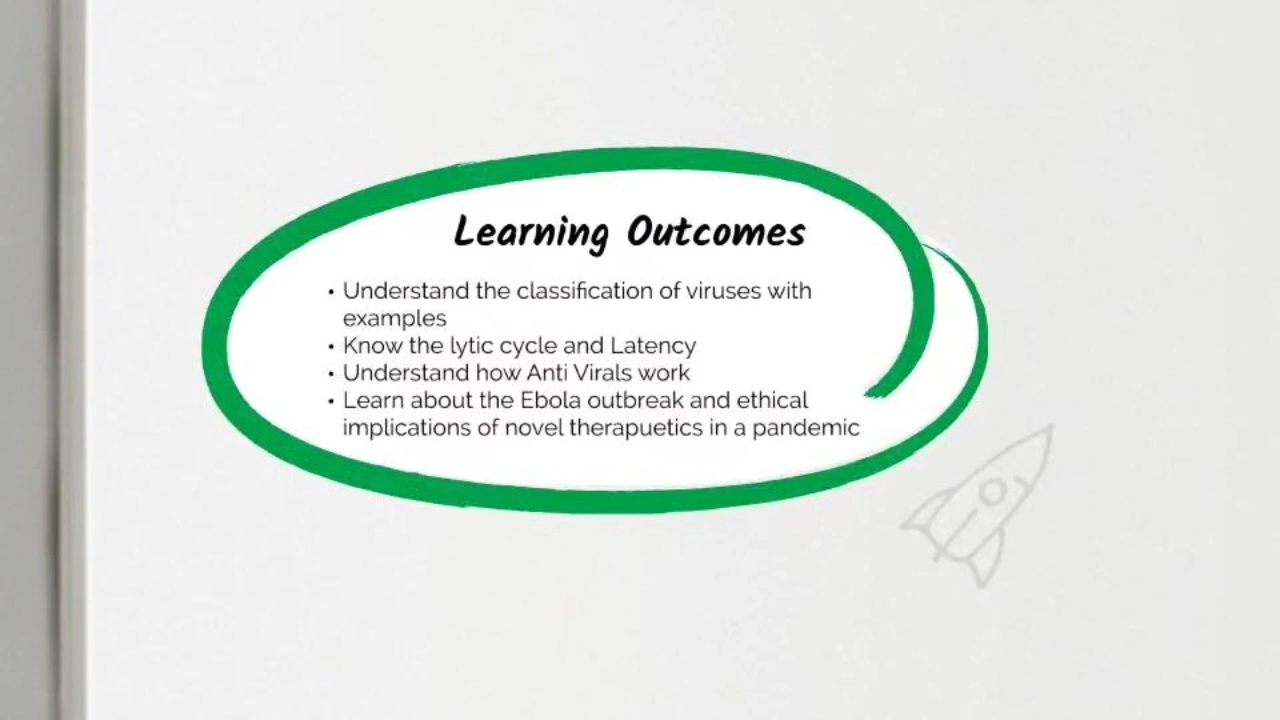 Learning Outcomes
• Understand the classification of viruses with
examples
• Know the lytic cycle and Latency
• Understand how Anti Virals work
• Learn about the Ebola outbreak and ethical
implications of novel therapuetics in a pandemic